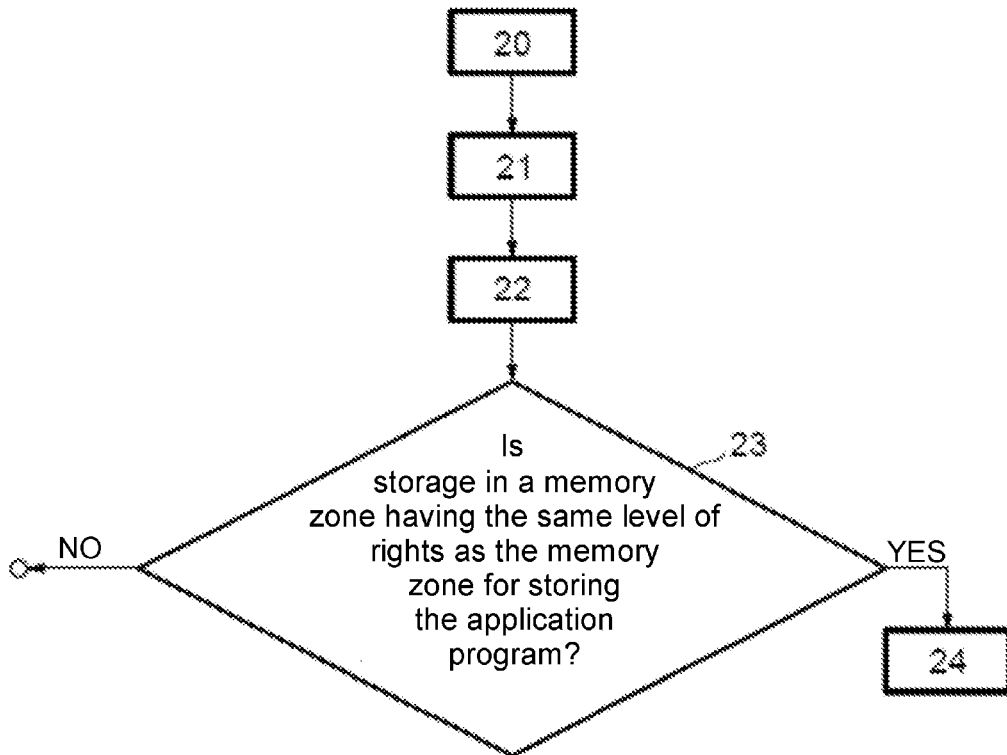 20
21
22
Is
storage in a memory
zone having the same level of
rights as the memory
zone for storing
the application
program?
23
NO
YES
24